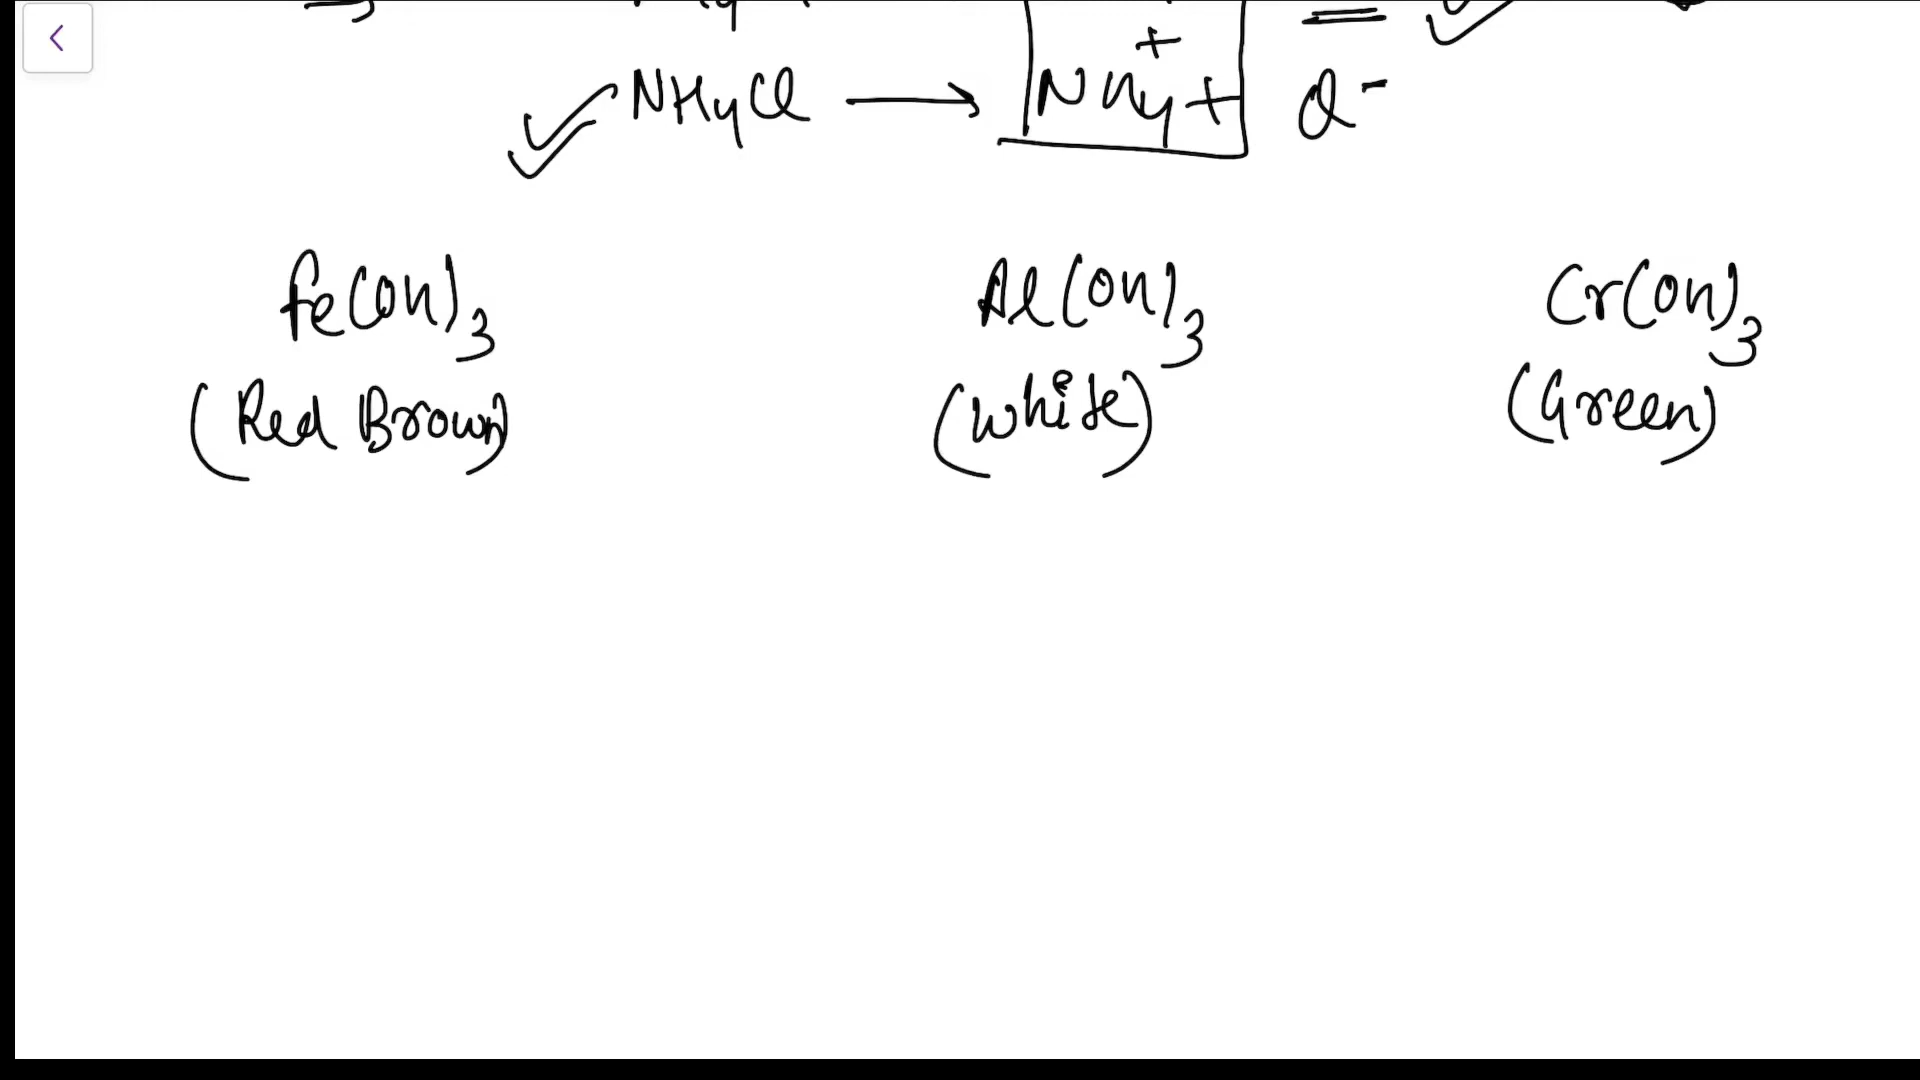 NH4Cl → NH4+ + Cl-
Fe(OH)3 Al(OH)3 Cr(OH)3
(Red Brown) (White) (Green)